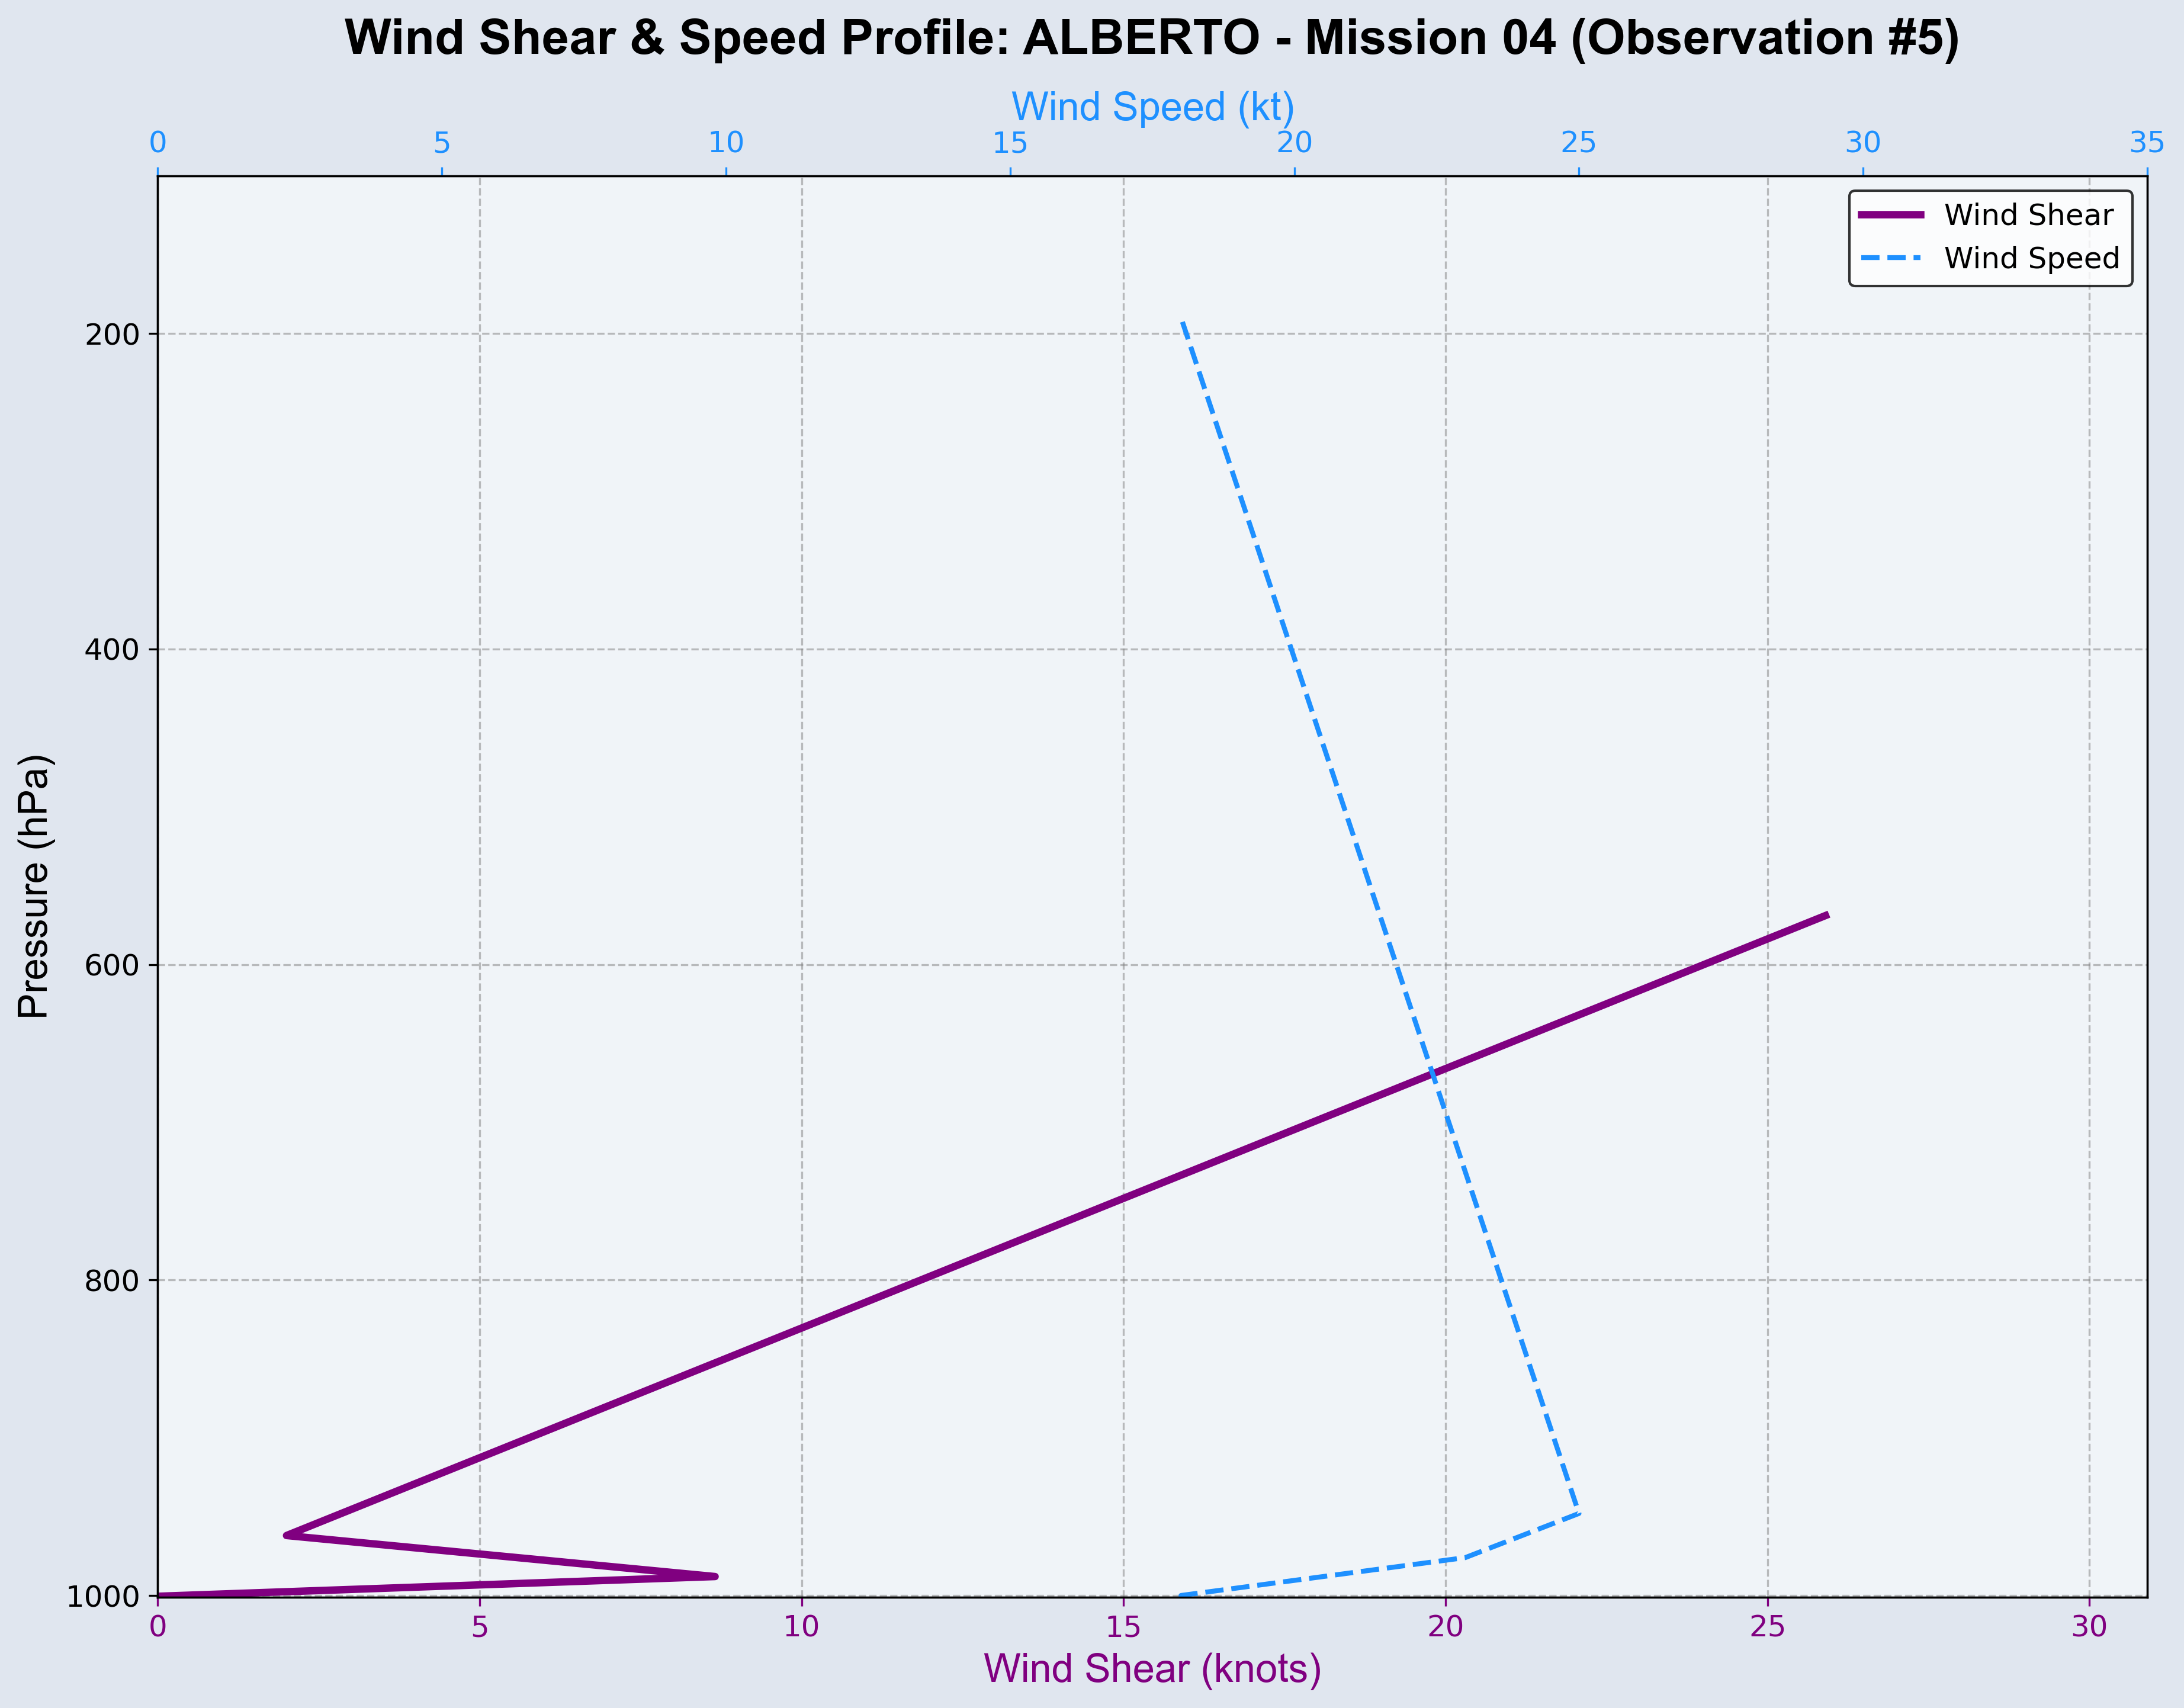 Wind Shear & Speed Profile: ALBERTO - Mission 04 (Observation #5)
Wind Speed (kt)
0 5 10 15 20 25 30 35
Wind Shear
Wind Speed
200
400
600
800
1000
Pressure (hPa)
0 5 10 15 20 25 30
Wind Shear (knots)